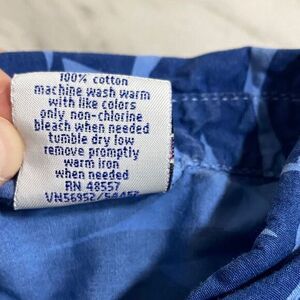 100% cotton
machine wash warm
with like colors
only non-chlorine
bleach when needed
tumble dry low
remove promptly
warm iron
when needed
RN 48557